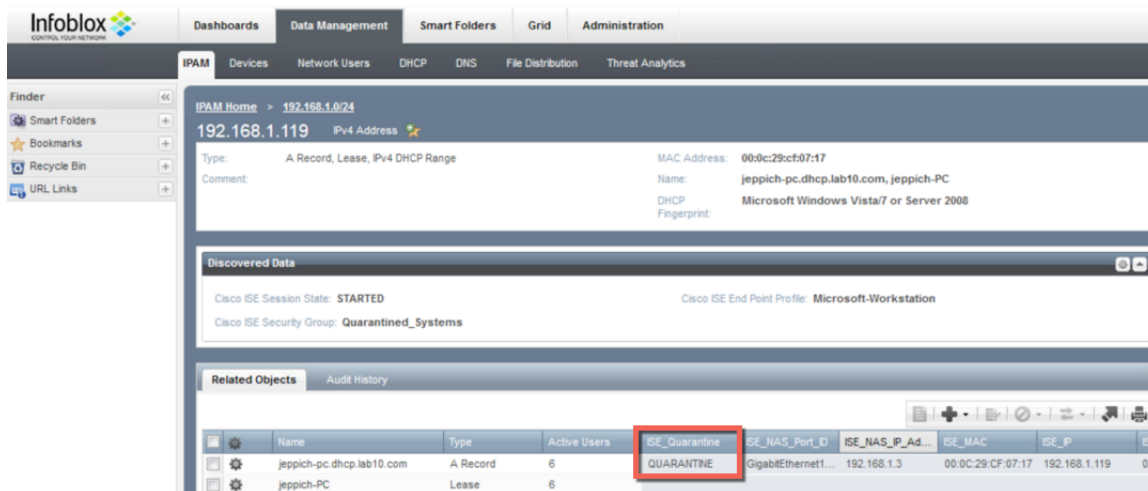 Infoblox
CONTROL YOUR NETWORK
Dashboards Data Management Smart Folders Grid Administration
IPAM Devices Network Users DHCP DNS File Distribution Threat Analytics
Finder
Smart Folders
Bookmarks
Recycle Bin
URL Links
IPAM Home > 192.168.1.0/24
192.168.1.119 IPv4 Address
Type: A Record, Lease, IPv4 DHCP Range MAC Address: 00:0c:29:cf:07:17
Comment: Name: jeppich-pc.dhcp.lab10.com, jeppich-PC
DHCP Microsoft Windows Vista/7 or Server 2008
Fingerprint:
Discovered Data
Cisco ISE Session State: STARTED Cisco ISE End Point Profile: Microsoft-Workstation
Cisco ISE Security Group: Quarantined_Systems
Related Objects Audit History
Name Type Active Users ISE_Quarantine ISE_NAS_Port_ID ISE_NAS_IP_Ad... ISE_MAC ISE_IP
jeppich-pc.dhcp.lab10.com A Record 6 QUARANTINE GigabitEthernet1... 192.168.1.3 00:0C:29:CF:07:17 192.168.1.119 0
jeppich-PC Lease 6